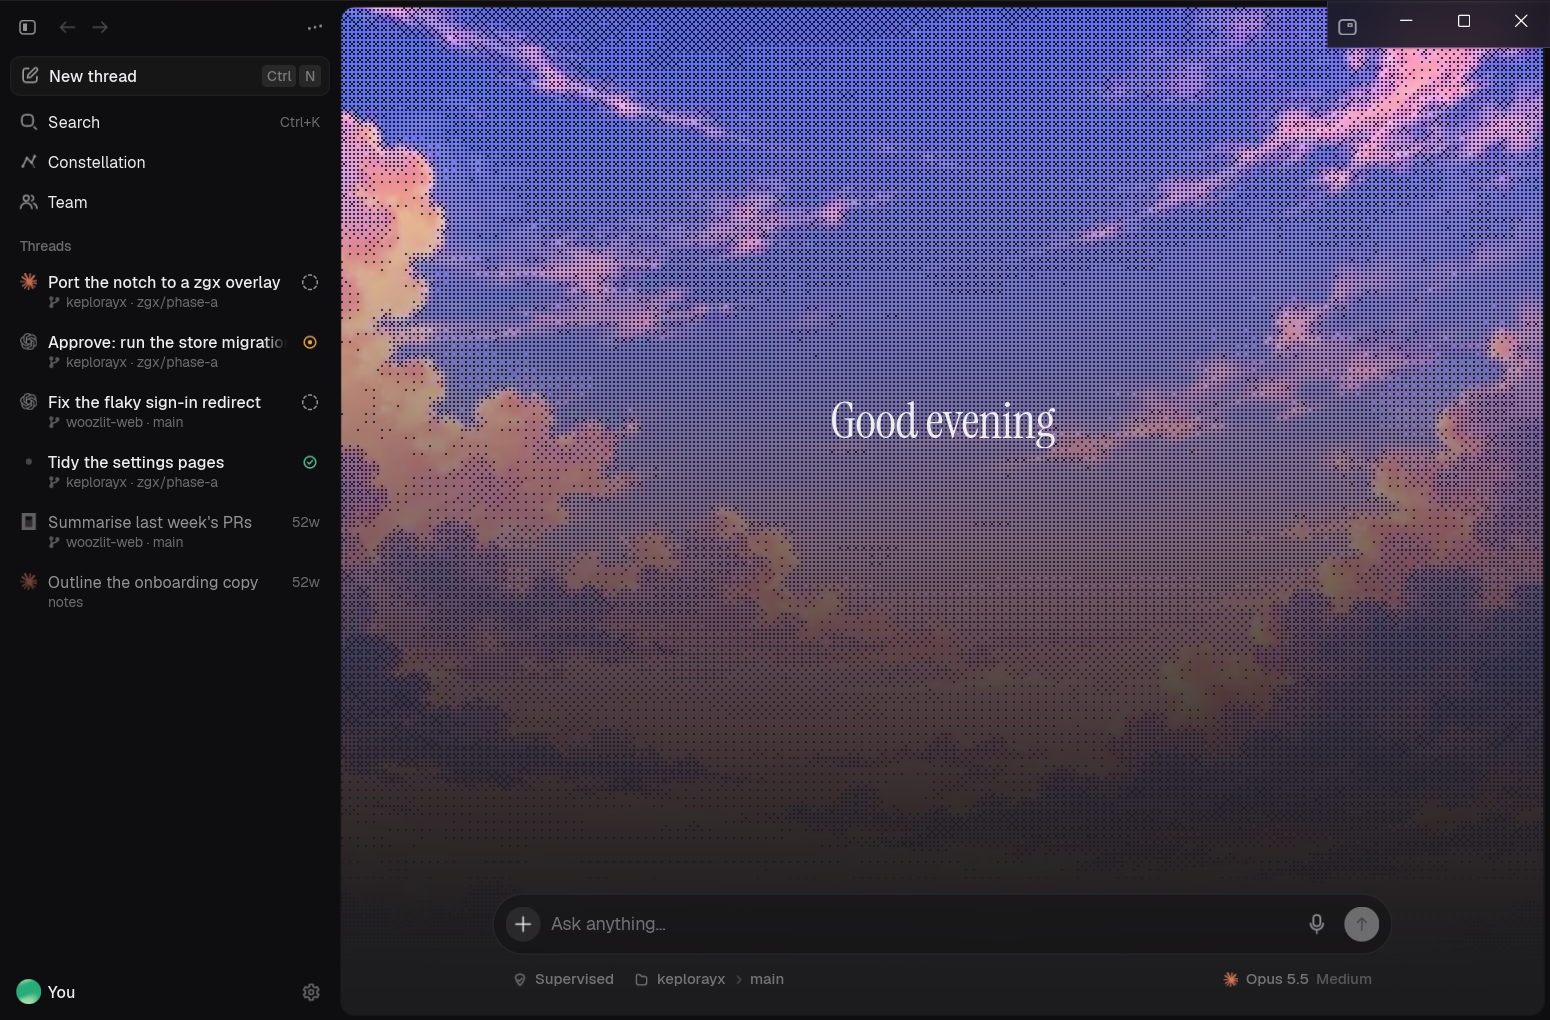 New thread Ctrl N
Search Ctrl+K
Constellation
Team
Threads
Port the notch to a zgx overlay
keplorayx · zgx/phase-a
Approve: run the store migratio
keplorayx · zgx/phase-a
Fix the flaky sign-in redirect
woozlit-web · main
Tidy the settings pages
keplorayx · zgx/phase-a
Summarise last week's PRs 52w
woozlit-web · main
Outline the onboarding copy 52w
notes
You
Good evening
Ask anything...
Supervised keplorayx > main Opus 5.5 Medium